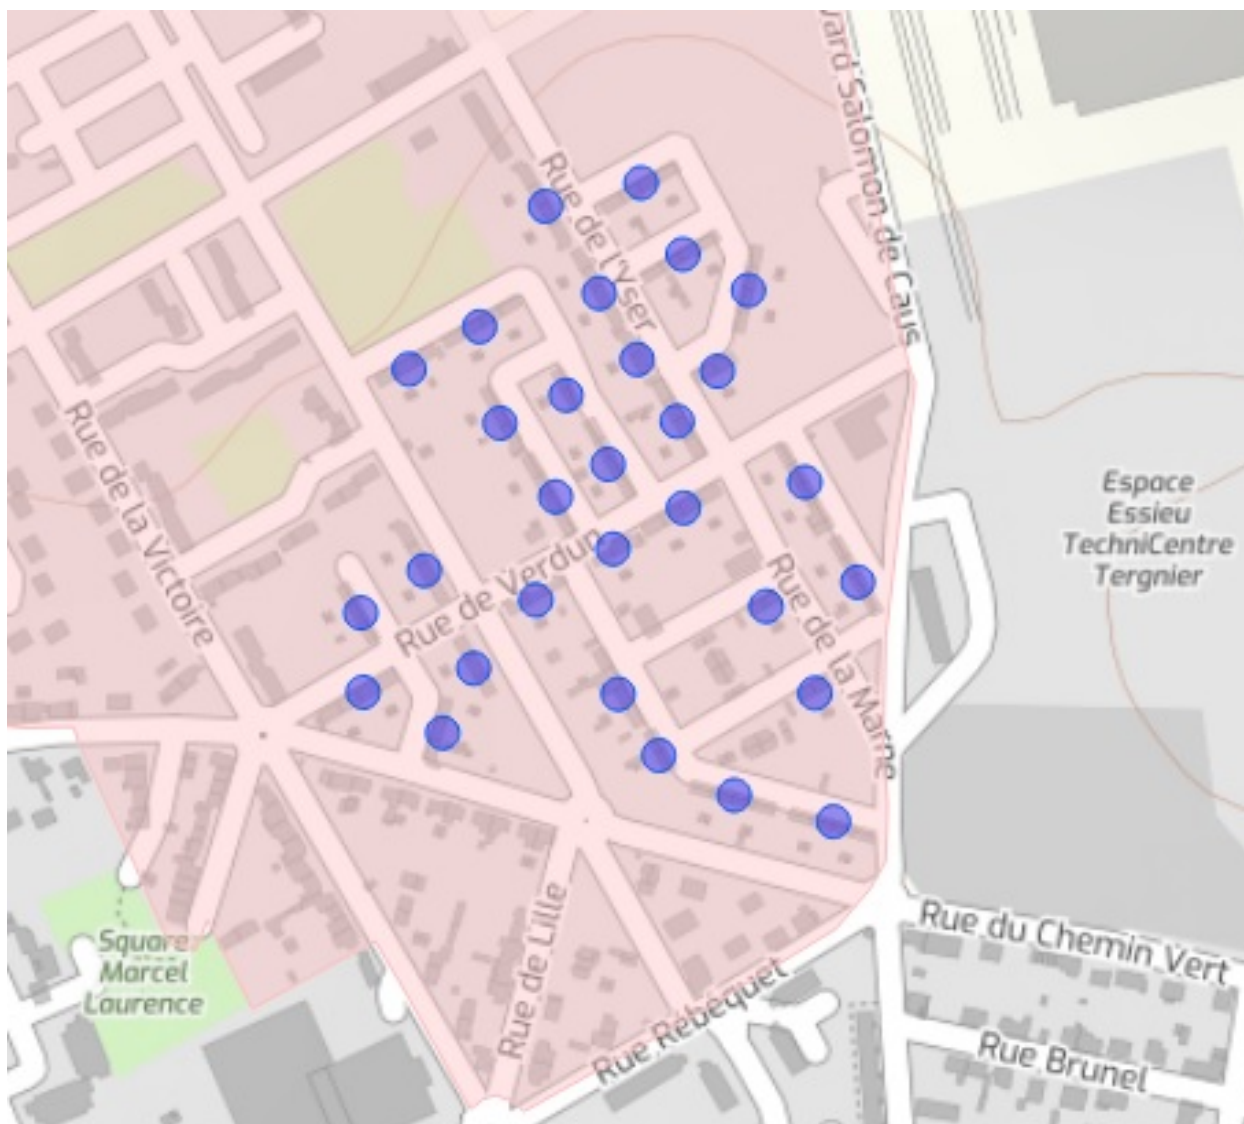 vard Salomon de Caus
Rue de l'Yser
Rue de la Victoire
Espace
Essieu
TechniCentre
Tergnier
Rue de Verdun
Rue de la Marne
Square
Marcel
Laurence
Rue de Lille
Rue du Chemin Vert
Rue Rébéquet
Rue Brunel